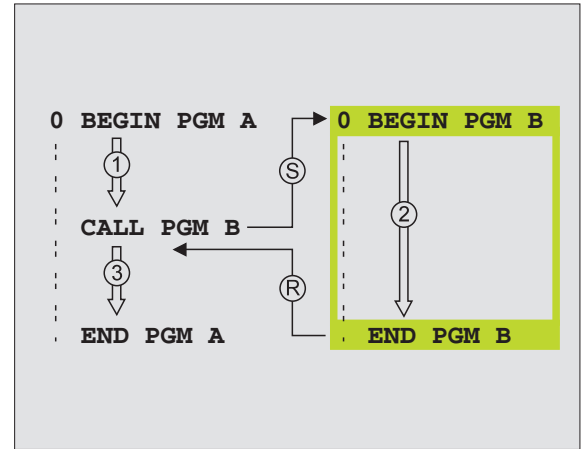 0 BEGIN PGM A
1
S
CALL PGM B
3
R
END PGM A
0 BEGIN PGM B
2
END PGM B